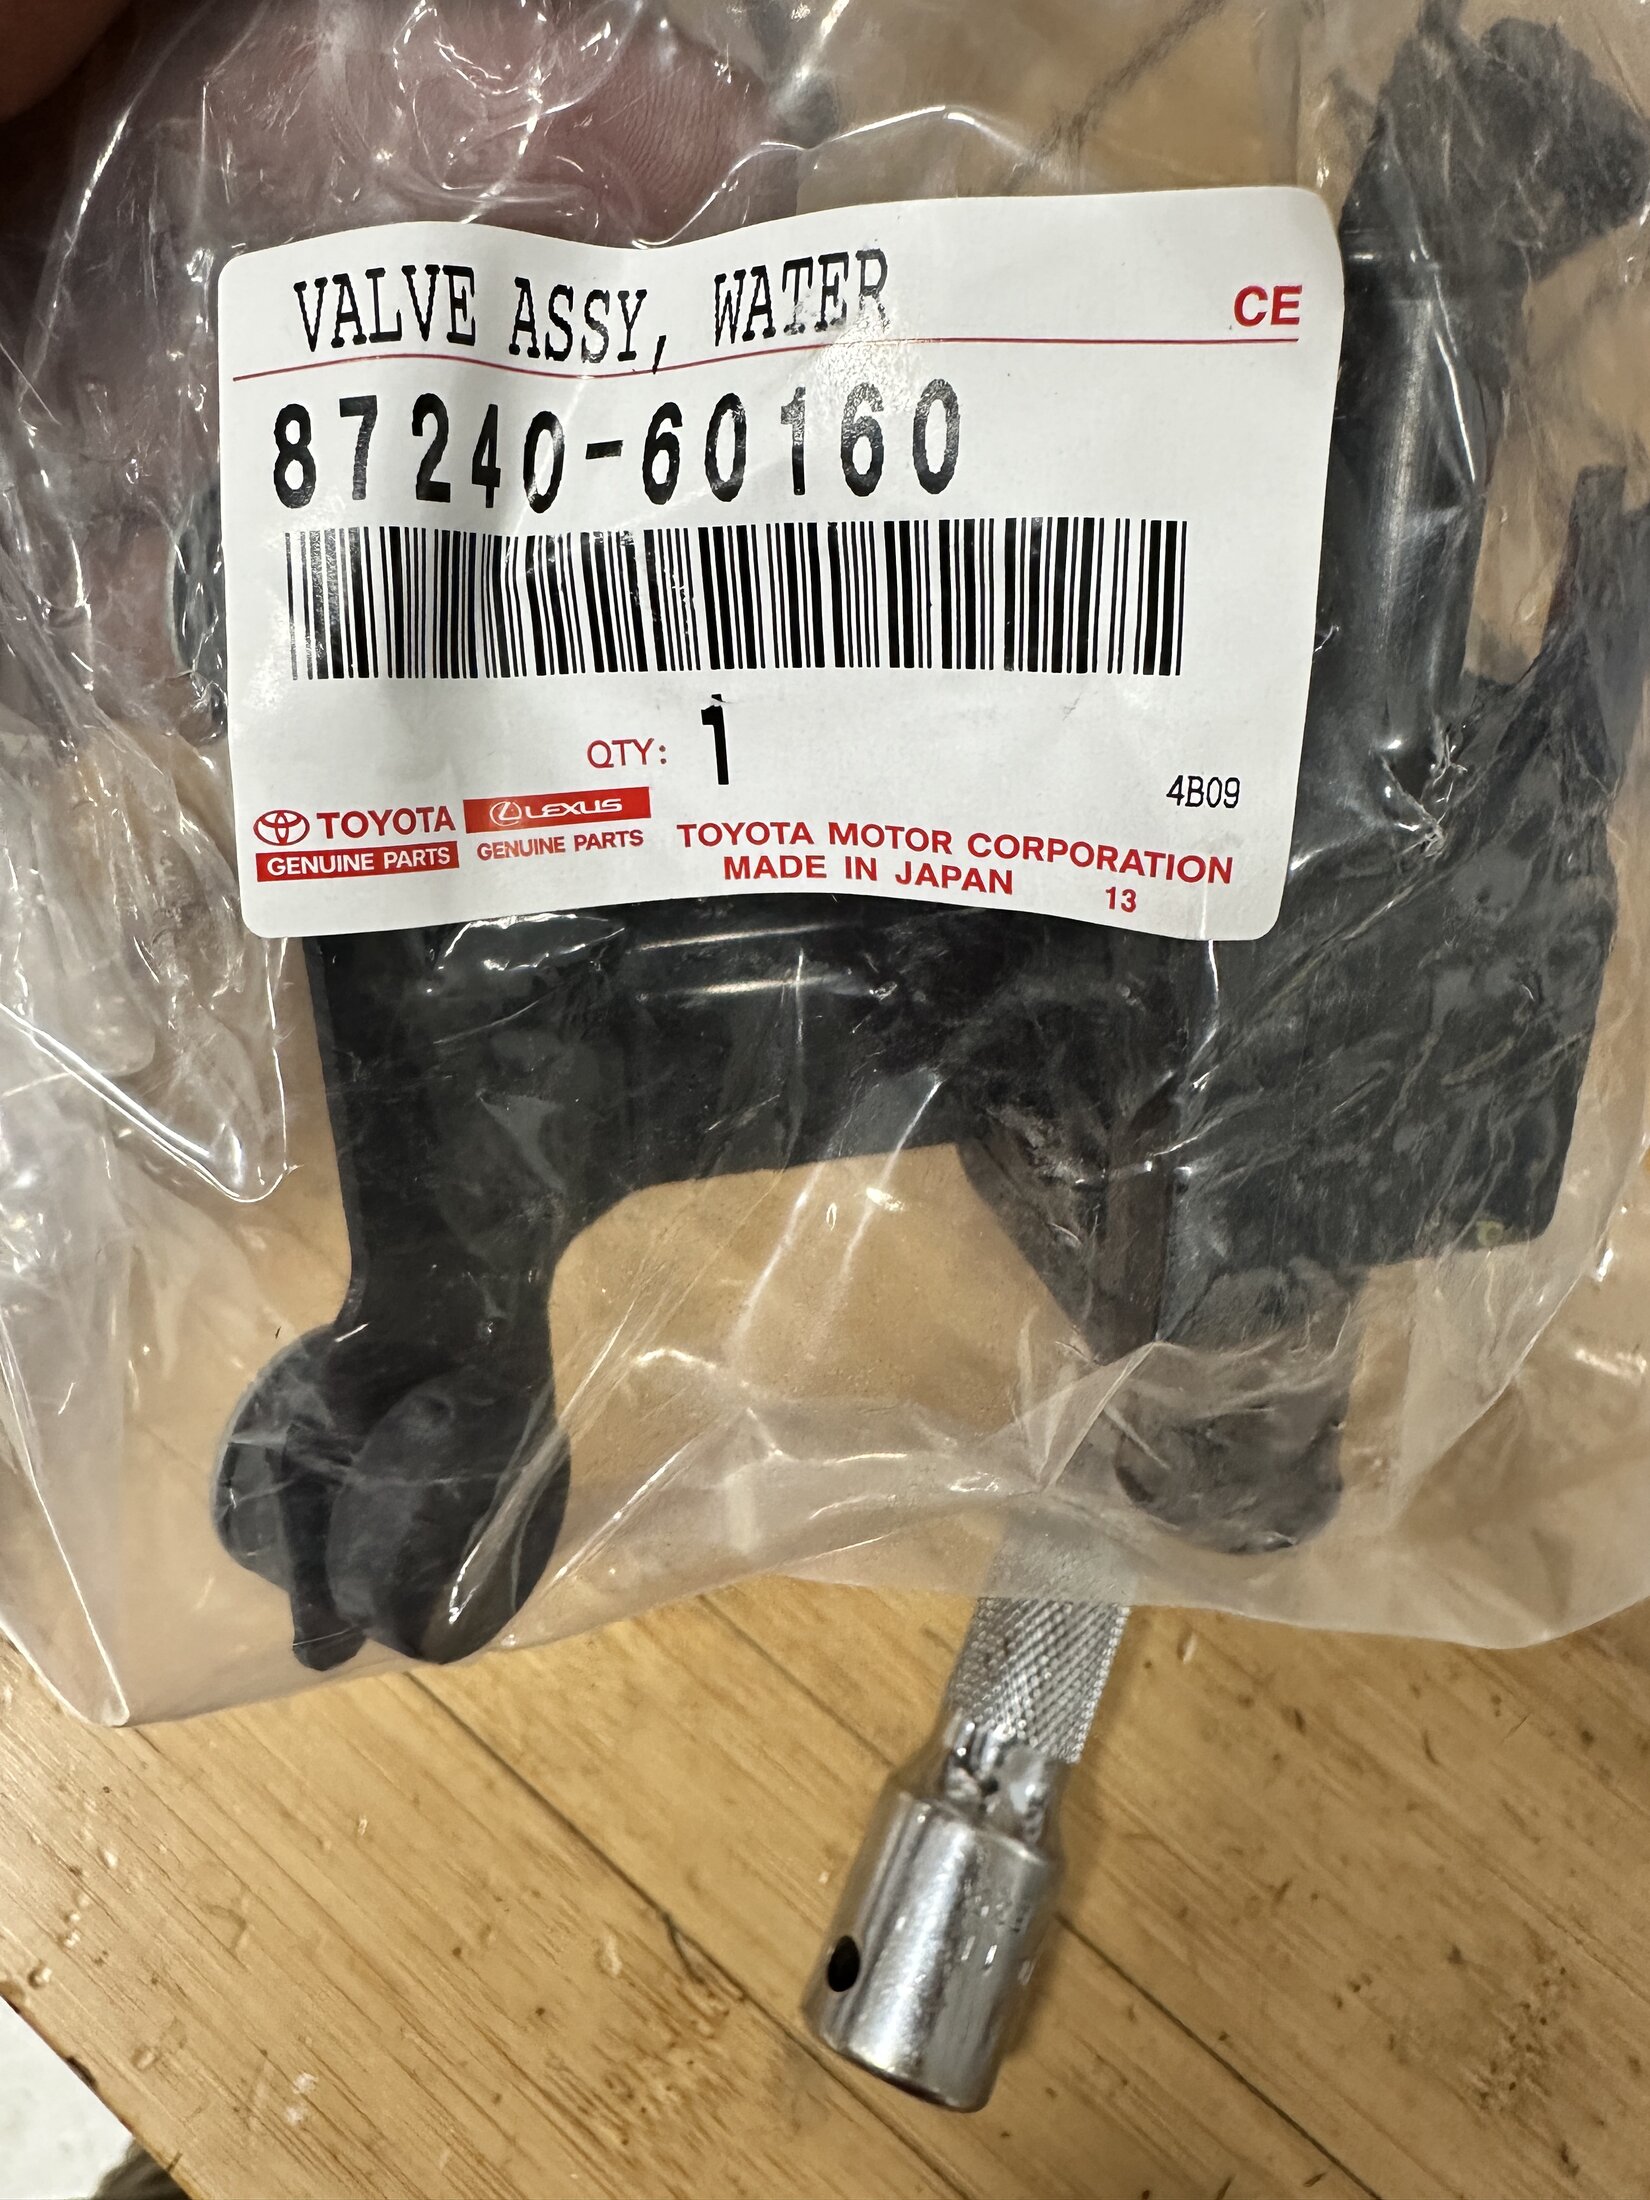 VALVE ASSY, WATER
CE
87240-60160
QTY: 1
4B09
TOYOTA
GENUINE PARTS
LEXUS
GENUINE PARTS
TOYOTA MOTOR CORPORATION
MADE IN JAPAN 13